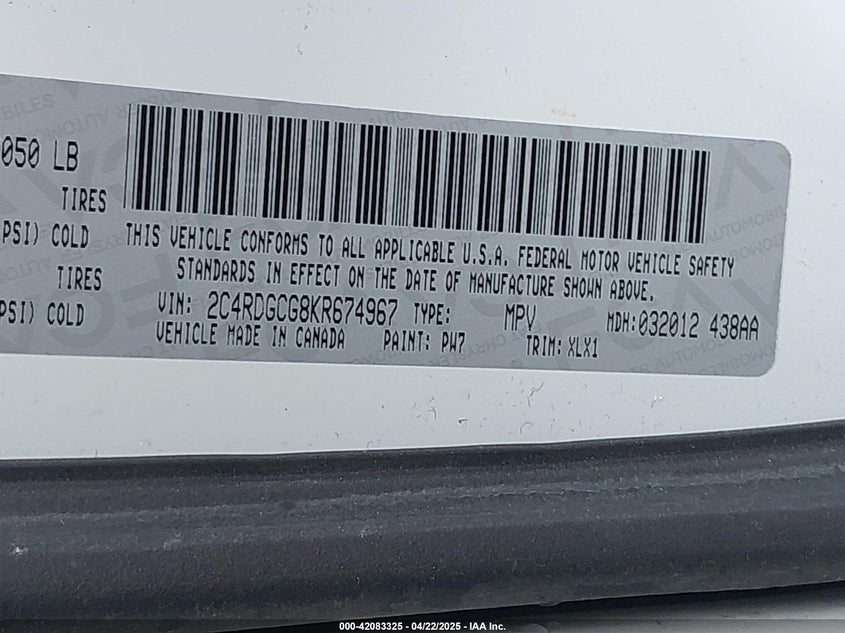 050 LB
TIRES
PSI) COLD
TIRES
PSI) COLD
THIS VEHICLE CONFORMS TO ALL APPLICABLE U.S.A. FEDERAL MOTOR VEHICLE SAFETY
STANDARDS IN EFFECT ON THE DATE OF MANUFACTURE SHOWN ABOVE.
VIN: 2C4RDGCG8KR674967 TYPE: MPV MDH:032012 438AA
VEHICLE MADE IN CANADA PAINT: PW7 TRIM: XLX1
000-42083325 - 04/22/2025 - IAA Inc.